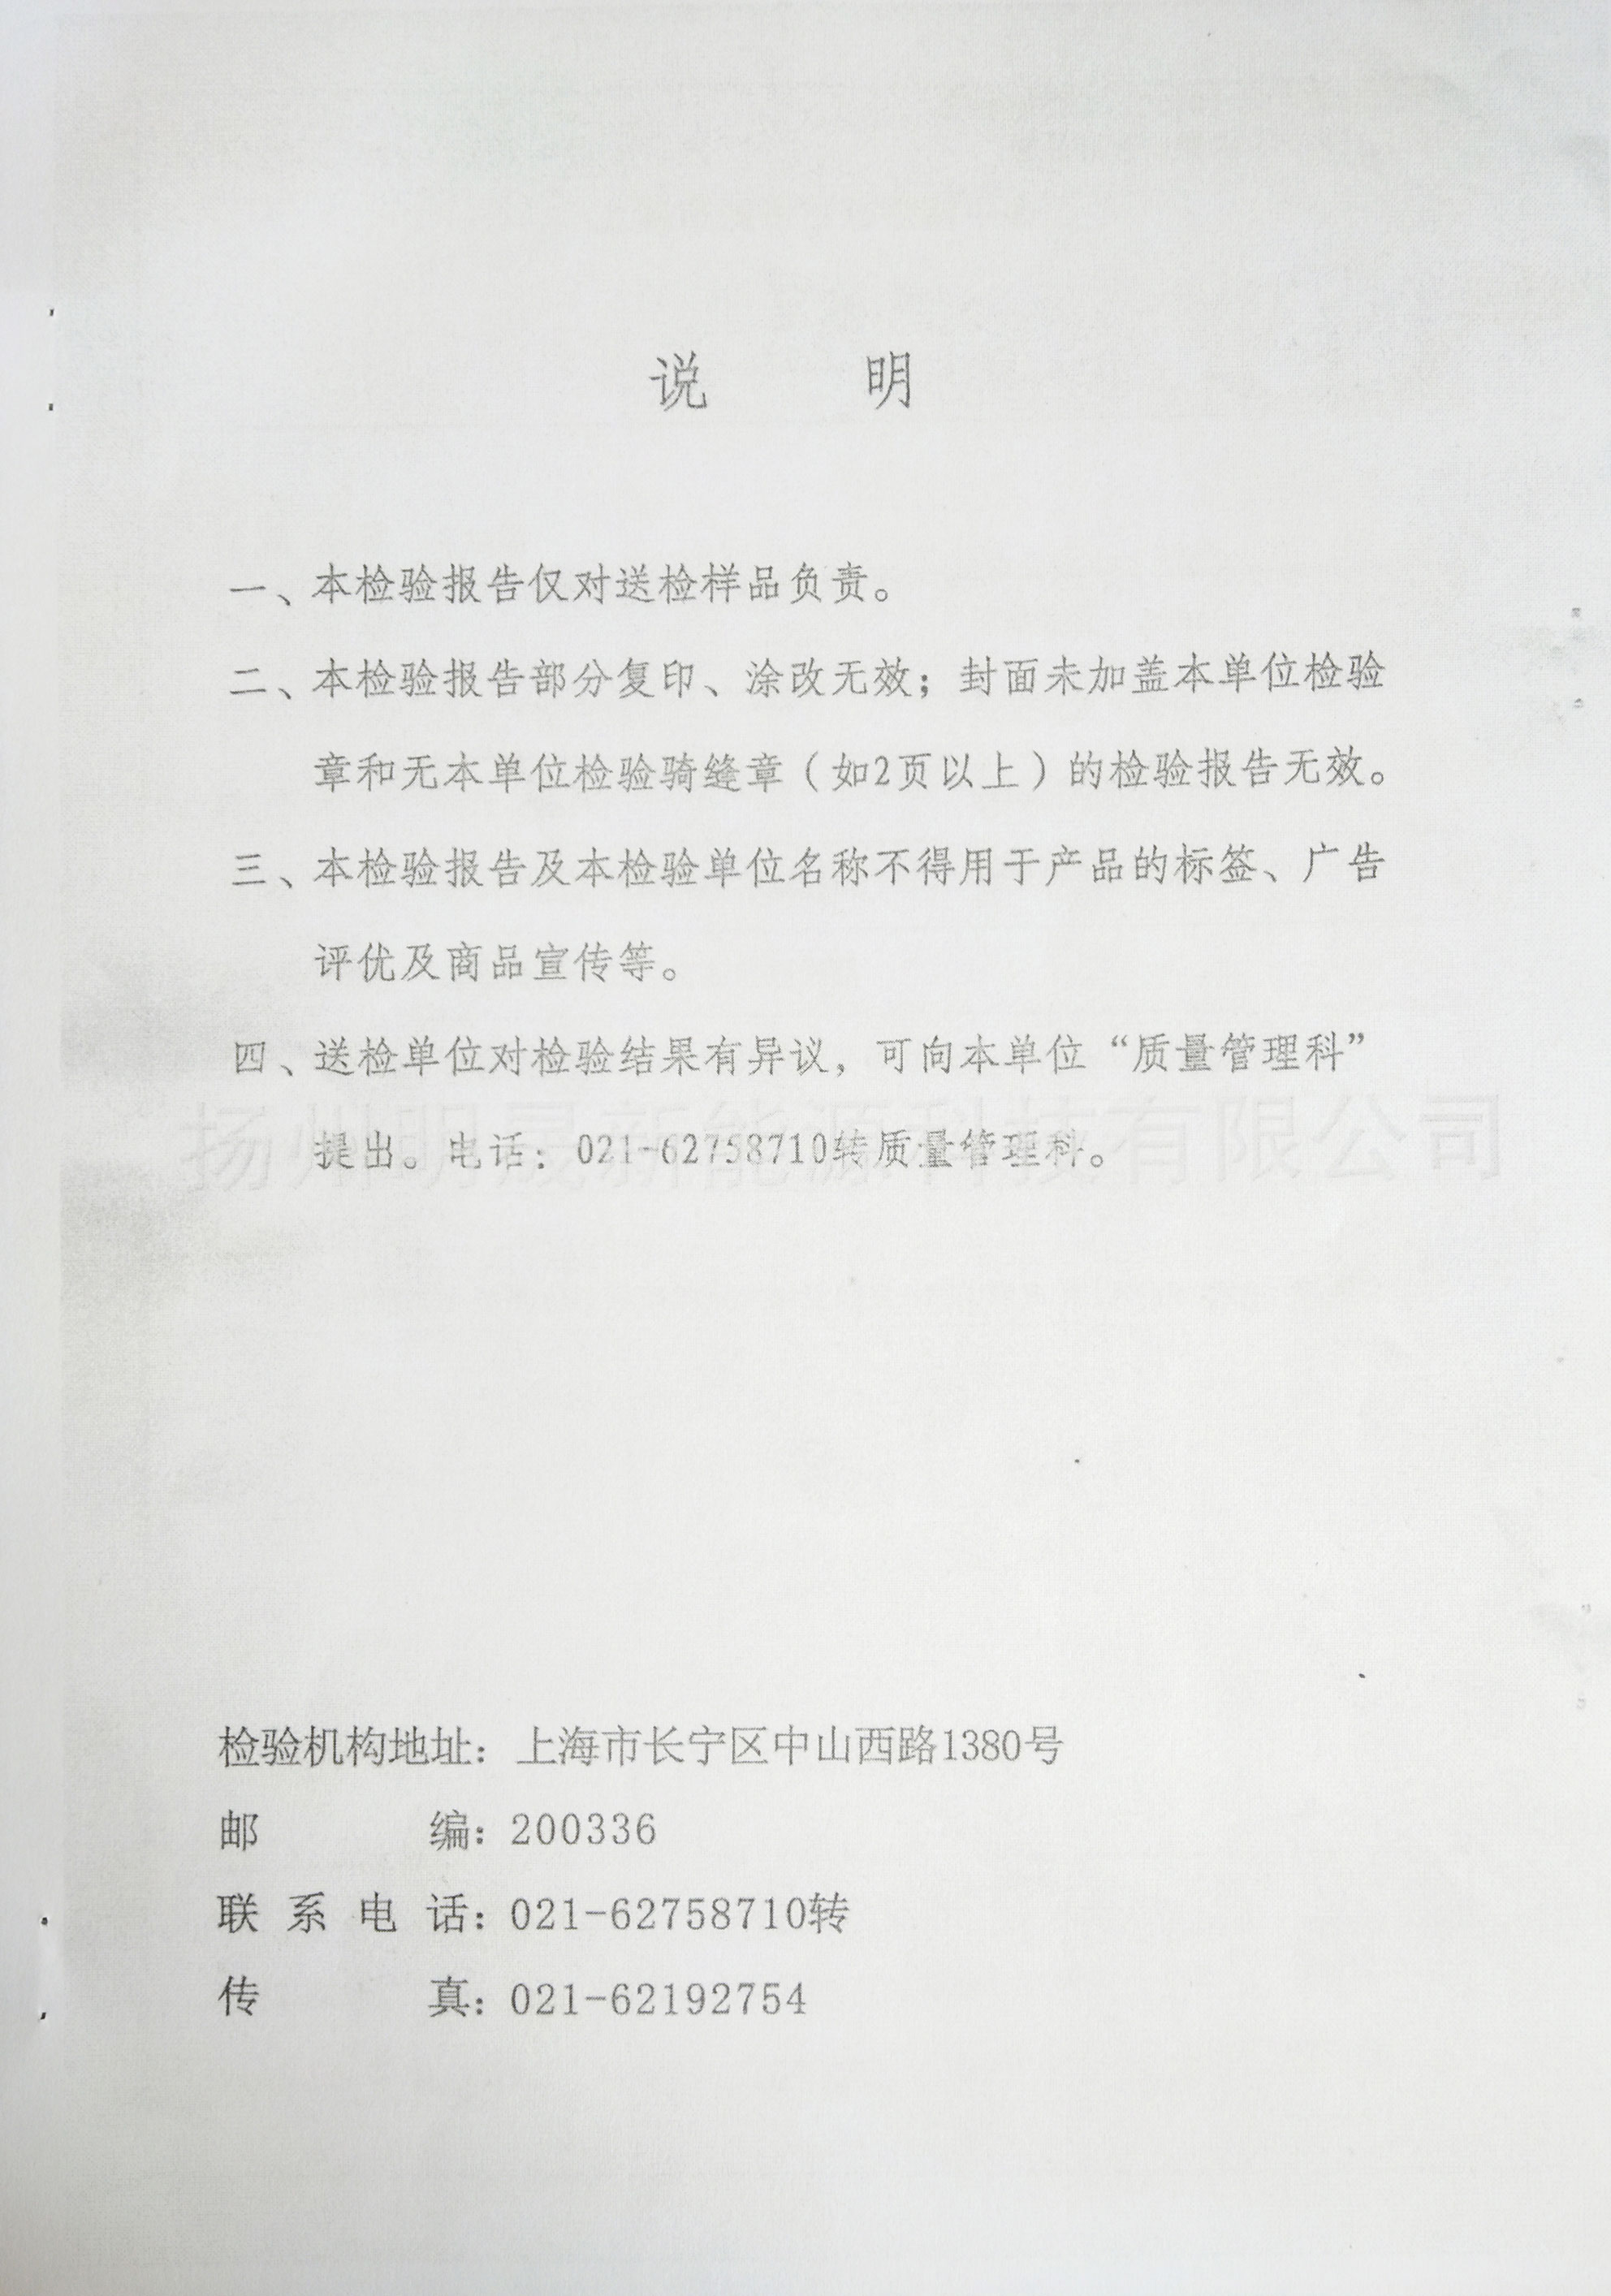 说 明
一、本检验报告仅对送检样品负责。
二、本检验报告部分复印、涂改无效；封面未加盖本单位检验
章和无本单位检验骑缝章（如2页以上）的检验报告无效。
三、本检验报告及本检验单位名称不得用于产品的标签、广告
评优及商品宣传等。
四、送检单位对检验结果有异议，可向本单位“质量管理科”
提出。电话：021-62758710转质量管理科。
扬州明晟新能源科技有限公司
检验机构地址：上海市长宁区中山西路1380号
邮 编：200336
联 系 电 话：021-62758710转
传 真：021-62192754